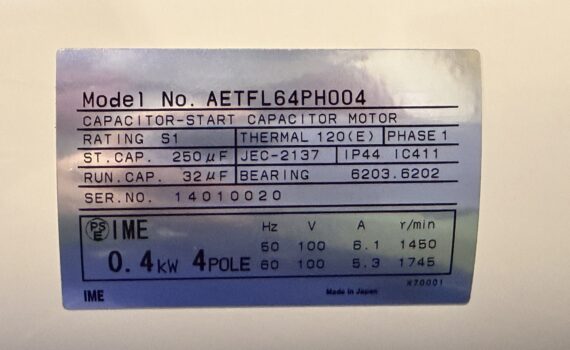 Model No. AETFL64PH004
CAPACITOR-START CAPACITOR MOTOR
RATING S1 THERMAL 120(E) PHASE 1
ST.CAP. 250μF JEC-2137 IP44 IC411
RUN.CAP. 32μF BEARING 6203.6202
SER.NO. 14010020
PSE IME Hz V A r/min
60 100 6.1 1450
0.4kW 4POLE 60 100 5.3 1745
X70001
IME Made in Japan